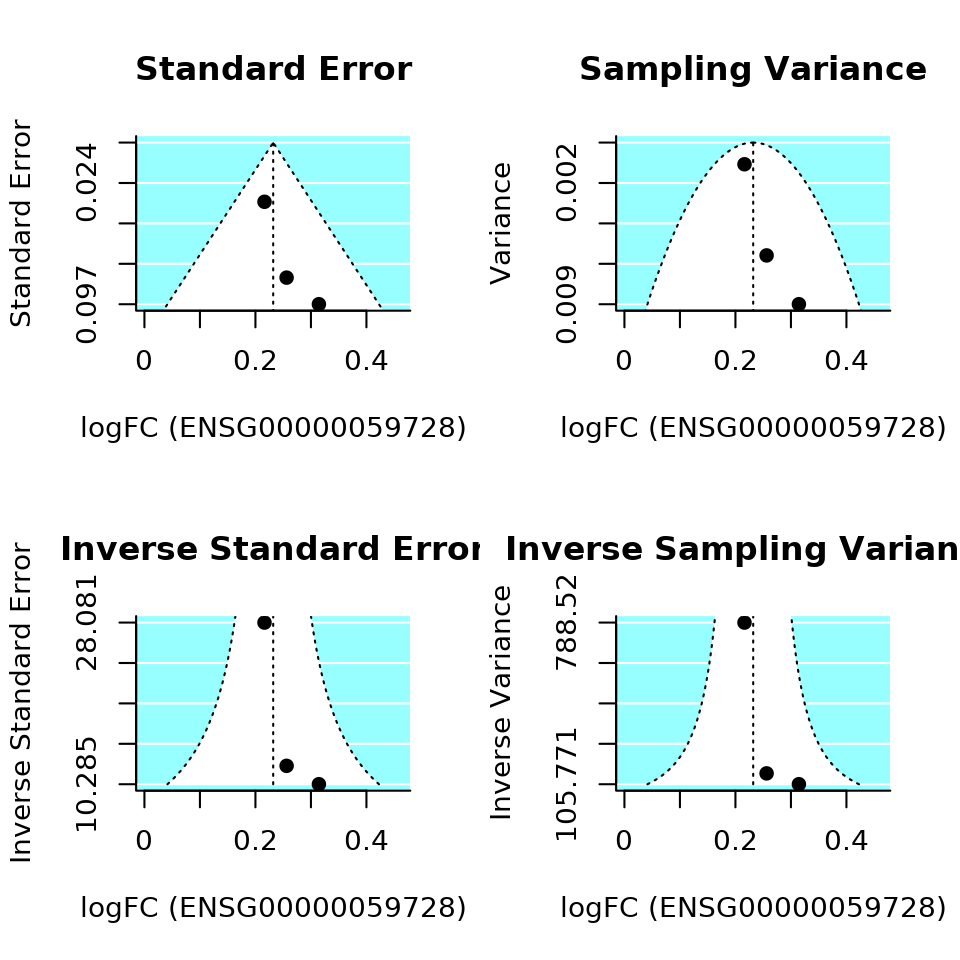 Standard Error
Standard Error
0.024
0.097
0 0.2 0.4
logFC (ENSG00000059728)
Sampling Variance
Variance
0.002
0.009
0 0.2 0.4
logFC (ENSG00000059728)
Inverse Standard Error
Inverse Standard Error
28.081
10.285
0 0.2 0.4
logFC (ENSG00000059728)
Inverse Sampling Varian
Inverse Variance
788.52
105.771
0 0.2 0.4
logFC (ENSG00000059728)